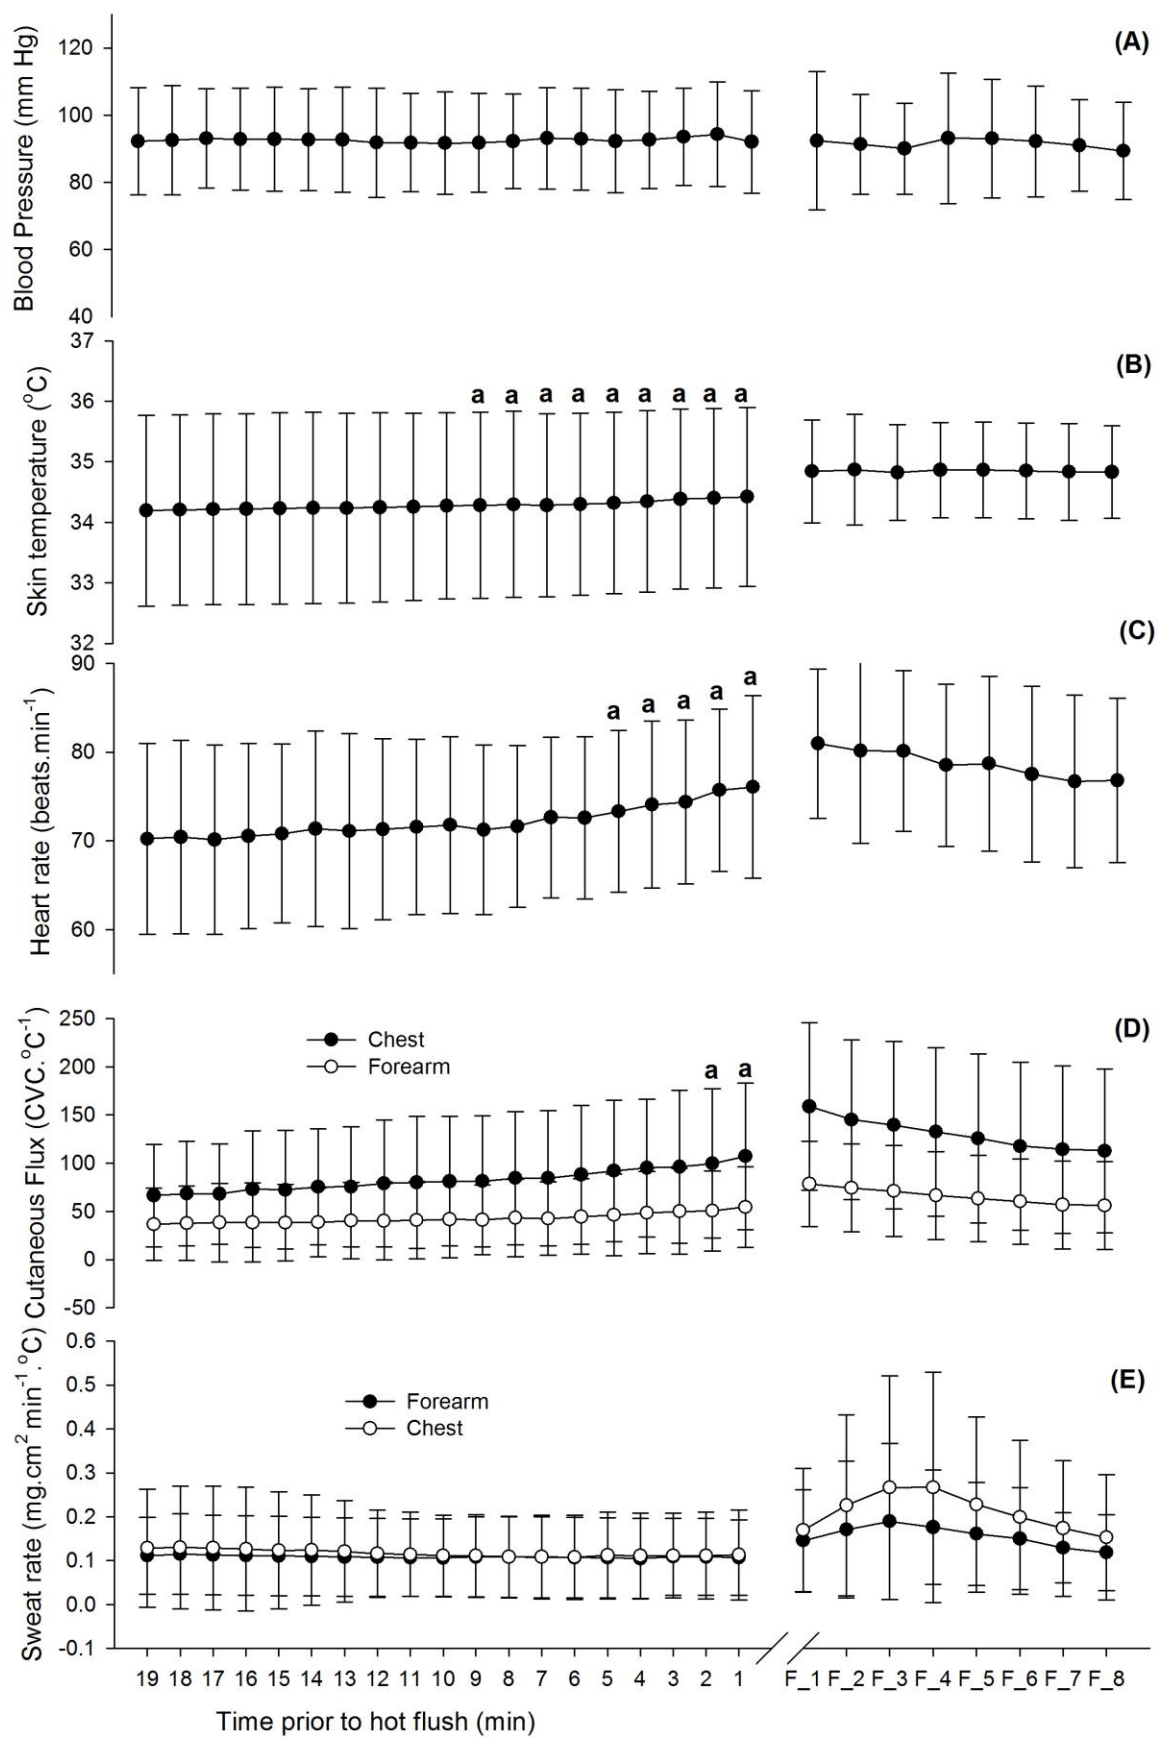 (A)
Blood Pressure (mm Hg)
120
100
80
60
40
(B)
Skin temperature (°C)
37
36
35
34
33
32
a a a a a a a a a
(C)
Heart rate (beats.min⁻¹)
90
80
70
60
a a a a a
(D)
Cutaneous Flux (CVC.°C⁻¹)
250
200
150
100
50
0
-50
Chest
Forearm
a a
(E)
Sweat rate (mg.cm² min⁻¹.°C)
0.6
0.5
0.4
0.3
0.2
0.1
0.0
-0.1
Forearm
Chest
19 18 17 16 15 14 13 12 11 10 9 8 7 6 5 4 3 2 1 F_1 F_2 F_3 F_4 F_5 F_6 F_7 F_8
Time prior to hot flush (min)